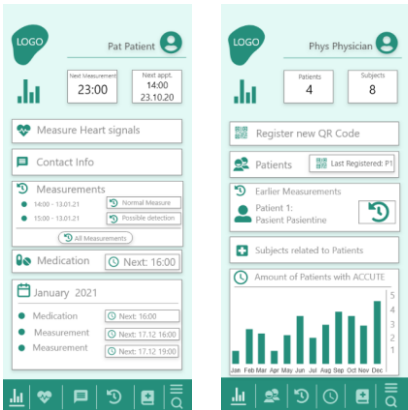 LOGO
Pat Patient
Next Measurement
23:00
Next appt.
14:00
23.10.20
Measure Heart signals
Contact Info
Measurements
14:00 - 13.01.21
Normal Measure
15:00 - 13.01.21
Possible detection
All Measurements
Medication
Next: 16:00
January 2021
Medication
Next: 16:00
Measurement
Next: 17.12 16:00
Measurement
Next: 17.12 19:00
LOGO
Phys Physician
Patients
4
Subjects
8
Register new QR Code
Patients
Last Registered: P1
Earlier Measurements
Patient 1:
Pasient Pasientine
Subjects related to Patients
Amount of Patients with ACCUTE
5
4
3
2
1
Jan Feb Mar Apr May Jun Jul Aug Sep Oct Nov Dec